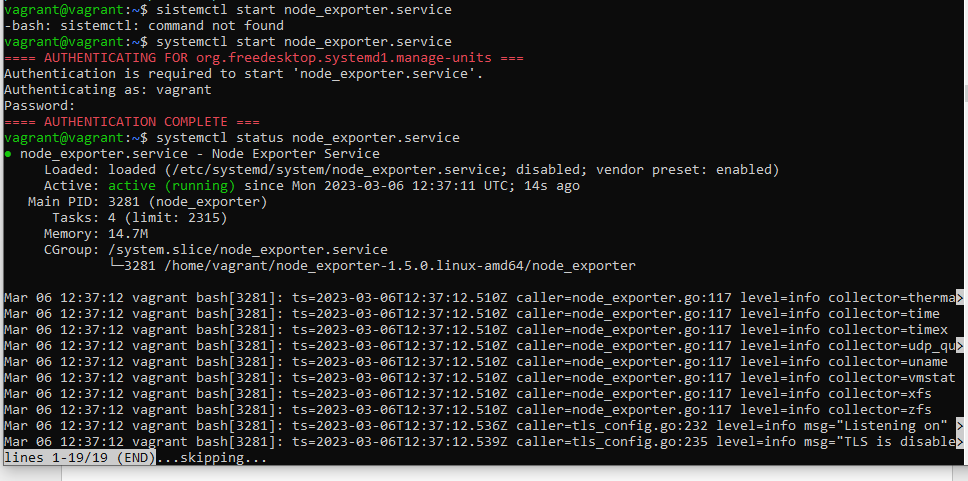 vagrant@vagrant:~$ sistemctl start node_exporter.service
-bash: sistemctl: command not found
vagrant@vagrant:~$ systemctl start node_exporter.service
==== AUTHENTICATING FOR org.freedesktop.systemd1.manage-units ===
Authentication is required to start 'node_exporter.service'.
Authenticating as: vagrant
Password:
==== AUTHENTICATION COMPLETE ===
vagrant@vagrant:~$ systemctl status node_exporter.service
● node_exporter.service - Node Exporter Service
     Loaded: loaded (/etc/systemd/system/node_exporter.service; disabled; vendor preset: enabled)
     Active: active (running) since Mon 2023-03-06 12:37:11 UTC; 14s ago
   Main PID: 3281 (node_exporter)
      Tasks: 4 (limit: 2315)
     Memory: 14.7M
     CGroup: /system.slice/node_exporter.service
             └─3281 /home/vagrant/node_exporter-1.5.0.linux-amd64/node_exporter
Mar 06 12:37:12 vagrant bash[3281]: ts=2023-03-06T12:37:12.510Z caller=node_exporter.go:117 level=info collector=therma>
Mar 06 12:37:12 vagrant bash[3281]: ts=2023-03-06T12:37:12.510Z caller=node_exporter.go:117 level=info collector=time
Mar 06 12:37:12 vagrant bash[3281]: ts=2023-03-06T12:37:12.510Z caller=node_exporter.go:117 level=info collector=timex
Mar 06 12:37:12 vagrant bash[3281]: ts=2023-03-06T12:37:12.510Z caller=node_exporter.go:117 level=info collector=udp_qu>
Mar 06 12:37:12 vagrant bash[3281]: ts=2023-03-06T12:37:12.510Z caller=node_exporter.go:117 level=info collector=uname
Mar 06 12:37:12 vagrant bash[3281]: ts=2023-03-06T12:37:12.510Z caller=node_exporter.go:117 level=info collector=vmstat
Mar 06 12:37:12 vagrant bash[3281]: ts=2023-03-06T12:37:12.510Z caller=node_exporter.go:117 level=info collector=xfs
Mar 06 12:37:12 vagrant bash[3281]: ts=2023-03-06T12:37:12.510Z caller=node_exporter.go:117 level=info collector=zfs
Mar 06 12:37:12 vagrant bash[3281]: ts=2023-03-06T12:37:12.536Z caller=tls_config.go:232 level=info msg="Listening on" >
Mar 06 12:37:12 vagrant bash[3281]: ts=2023-03-06T12:37:12.539Z caller=tls_config.go:235 level=info msg="TLS is disable>
lines 1-19/19 (END)...skipping...